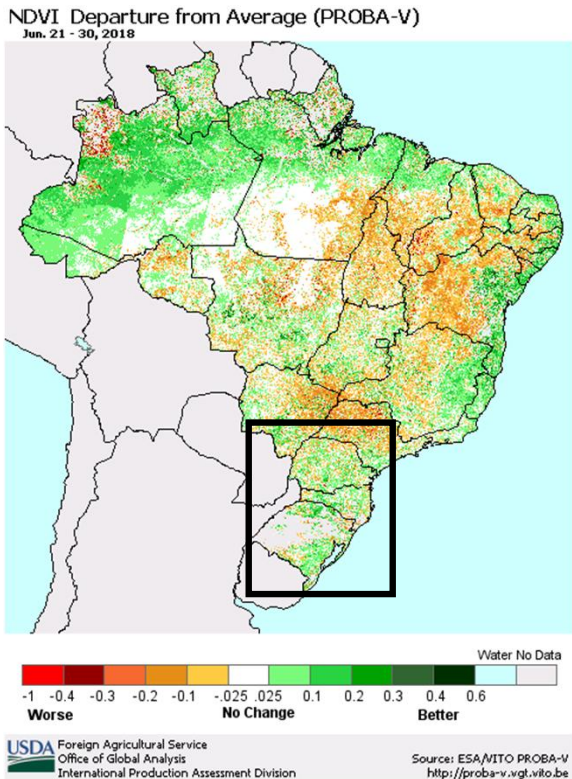 NDVI Departure from Average (PROBA-V)
Jun. 21 - 30, 2018
Water No Data
-1 -0.4 -0.3 -0.2 -0.1 -.025 .025 0.1 0.2 0.3 0.4 0.6
Worse No Change Better
USDA Foreign Agricultural Service
Office of Global Analysis
International Production Assessment Division
Source: ESA/VITO PROBA-V
http://proba-v.vgt.vito.be